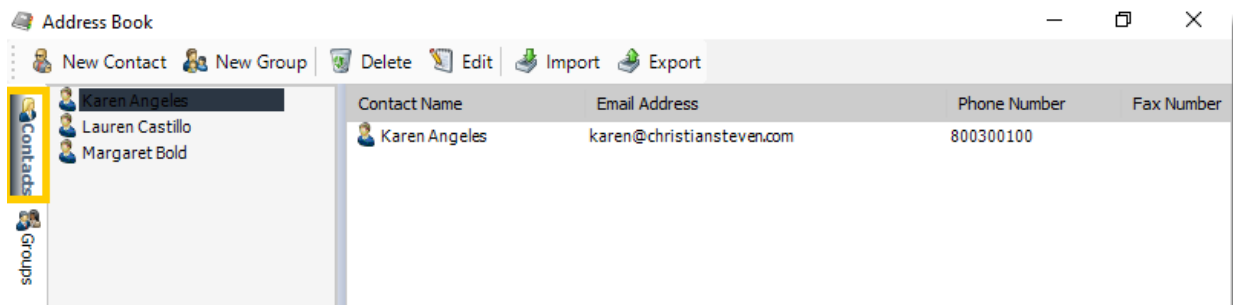 Address Book
New Contact New Group Delete Edit Import Export
Contacts
Groups
Karen Angeles
Lauren Castillo
Margaret Bold
Contact Name Email Address Phone Number Fax Number
Karen Angeles karen@christiansteven.com 800300100